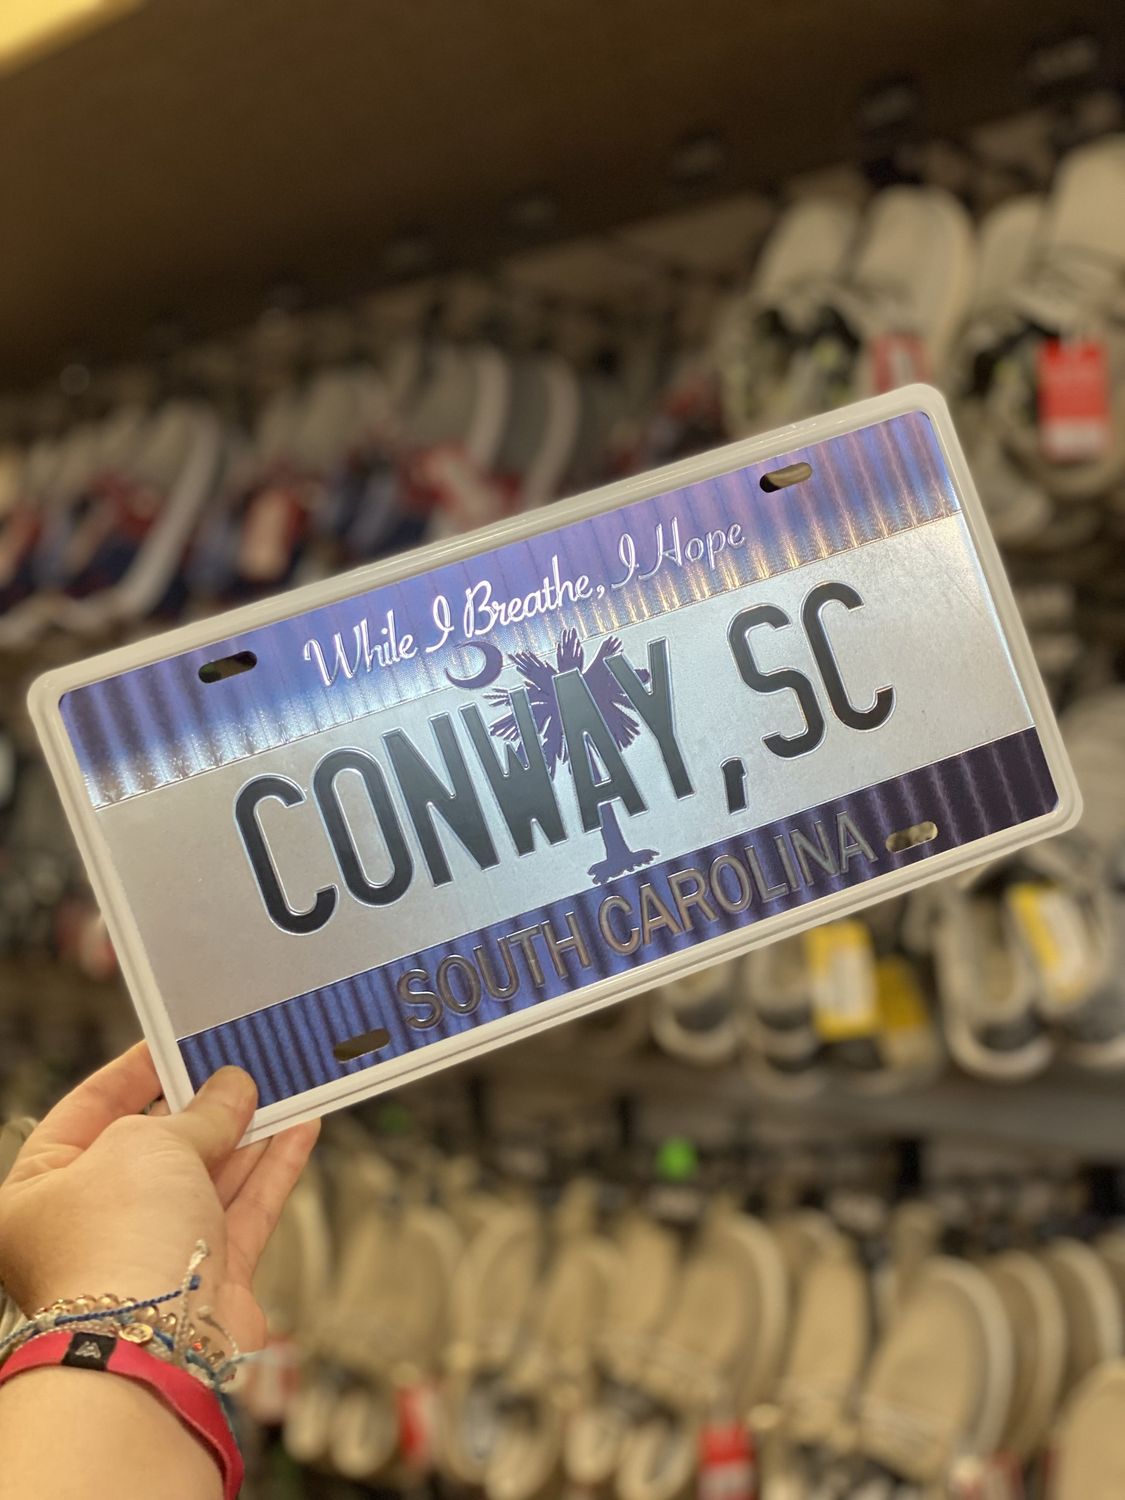 While I Breathe, I Hope
CONWAY, SC
SOUTH CAROLINA